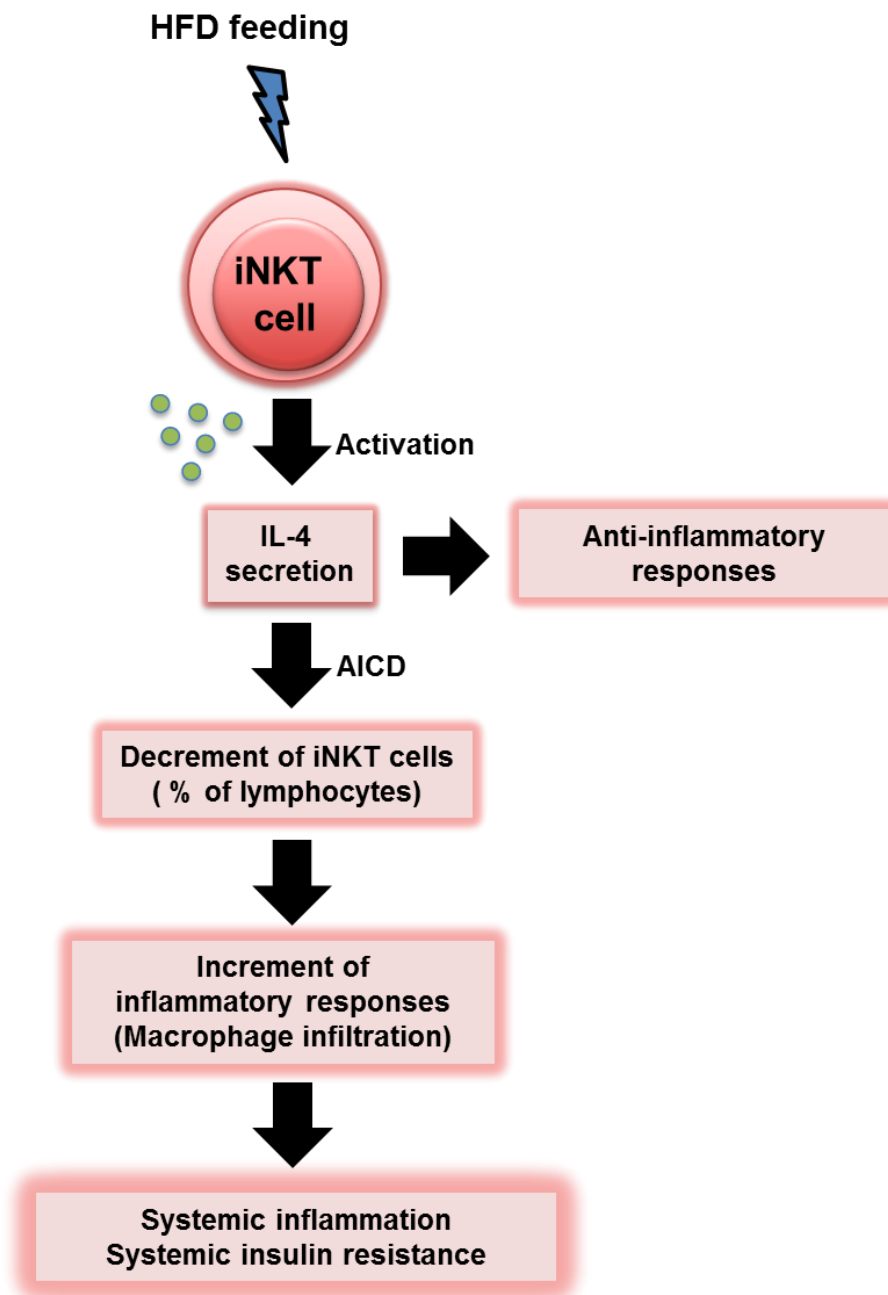 HFD feeding
iNKT
cell
Activation
IL-4
secretion
Anti-inflammatory
responses
AICD
Decrement of iNKT cells
( % of lymphocytes)
Increment of
inflammatory responses
(Macrophage infiltration)
Systemic inflammation
Systemic insulin resistance